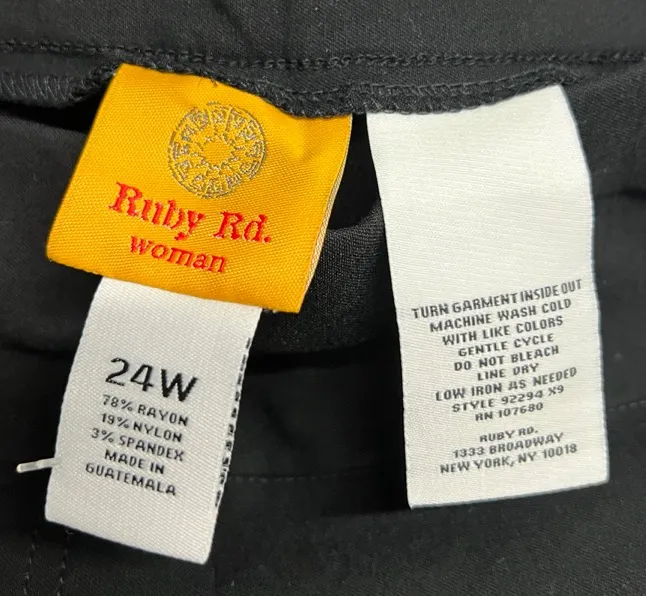 Ruby Rd.
woman
24W
78% RAYON
19% NYLON
3% SPANDEX
MADE IN
GUATEMALA
TURN GARMENT INSIDE OUT
MACHINE WASH COLD
WITH LIKE COLORS
GENTLE CYCLE
DO NOT BLEACH
LINE DRY
LOW IRON AS NEEDED
STYLE 92294 X9
RN 107680
RUBY RD.
1333 BROADWAY
NEW YORK, NY 10018